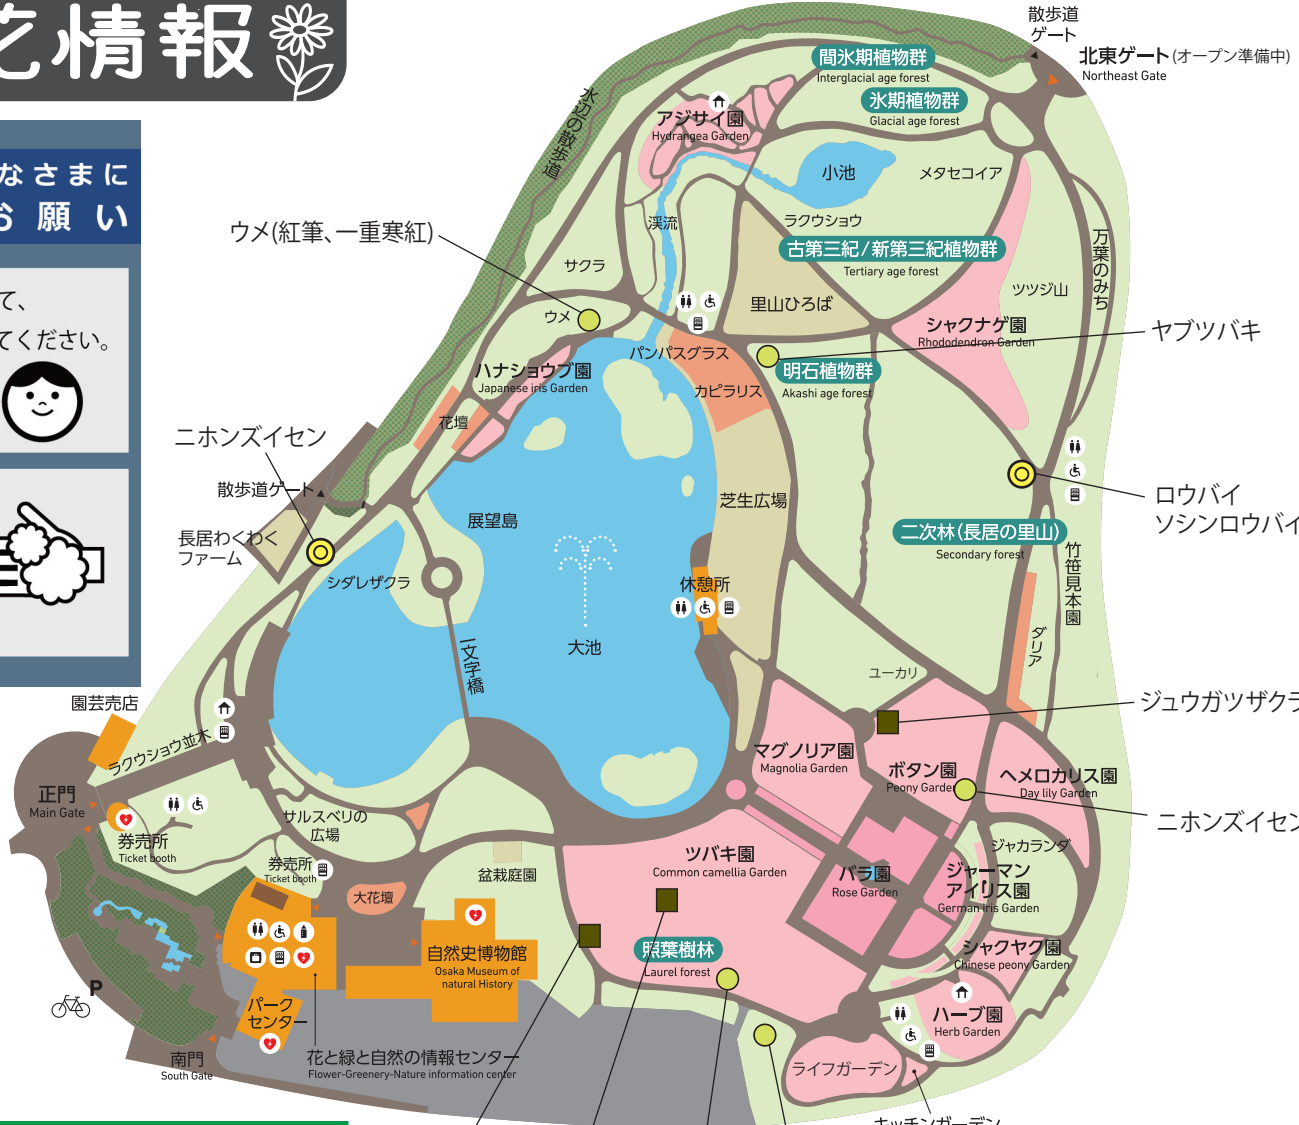 花情報
なさまに
お願い
て、
てください。
散歩道
ゲート
北東ゲート(オープン準備中)
Northeast Gate
間氷期植物群
Interglacial age forest
氷期植物群
Glacial age forest
水辺の散歩道
アジサイ園
Hydrangea Garden
小池
メタセコイア
渓流
ラクウショウ
古第三紀/新第三紀植物群
Tertiary age forest
万葉のみち
ウメ(紅筆、一重寒紅)
サクラ
ツツジ山
里山ひろば
ウメ
シャクナゲ園
Rhododendron Garden
ヤブツバキ
パンパスグラス
ハナショウブ園
Japanese iris Garden
明石植物群
Akashi age forest
カピラリス
花壇
ニホンズイセン
散歩道ゲート
展望島
芝生広場
ロウバイ
ソシンロウバイ
長居わくわく
ファーム
二次林(長居の里山)
Secondary forest
竹笹見本園
シダレザクラ
休憩所
ダリア
大池
一文字橋
ユーカリ
園芸売店
ジュウガツザクラ
ラクウショウ並木
マグノリア園
Magnolia Garden
ボタン園
Peony Garden
ヘメロカリス園
Day lily Garden
正門
Main Gate
ニホンズイセン
サルスベリの
広場
券売所
Ticket booth
ジャカランダ
ツバキ園
Common camellia Garden
券売所
Ticket booth
盆栽庭園
バラ園
Rose Garden
ジャーマン
アイリス園
German iris Garden
大花壇
自然史博物館
Osaka Museum of
natural History
照葉樹林
Laurel forest
シャクヤク園
Chinese peony Garden
P
パーク
センター
ハーブ園
Herb Garden
南門
South Gate
花と緑と自然の情報センター
Flower-Greenery-Nature information center
ライフガーデン
キッチンガーデン